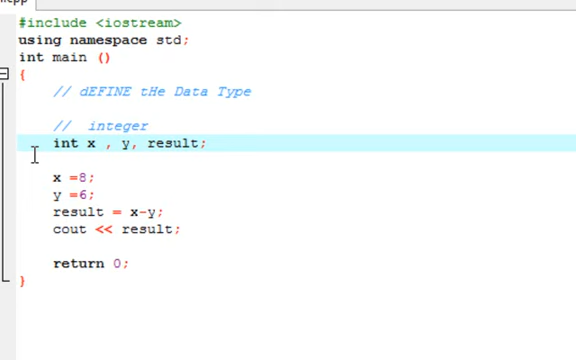 #include <iostream>
using namespace std;
int main ()
{
// dEFINE tHe Data Type
// integer
int x , y, result;
x =8;
y =6;
result = x-y;
cout << result;
return 0;
}